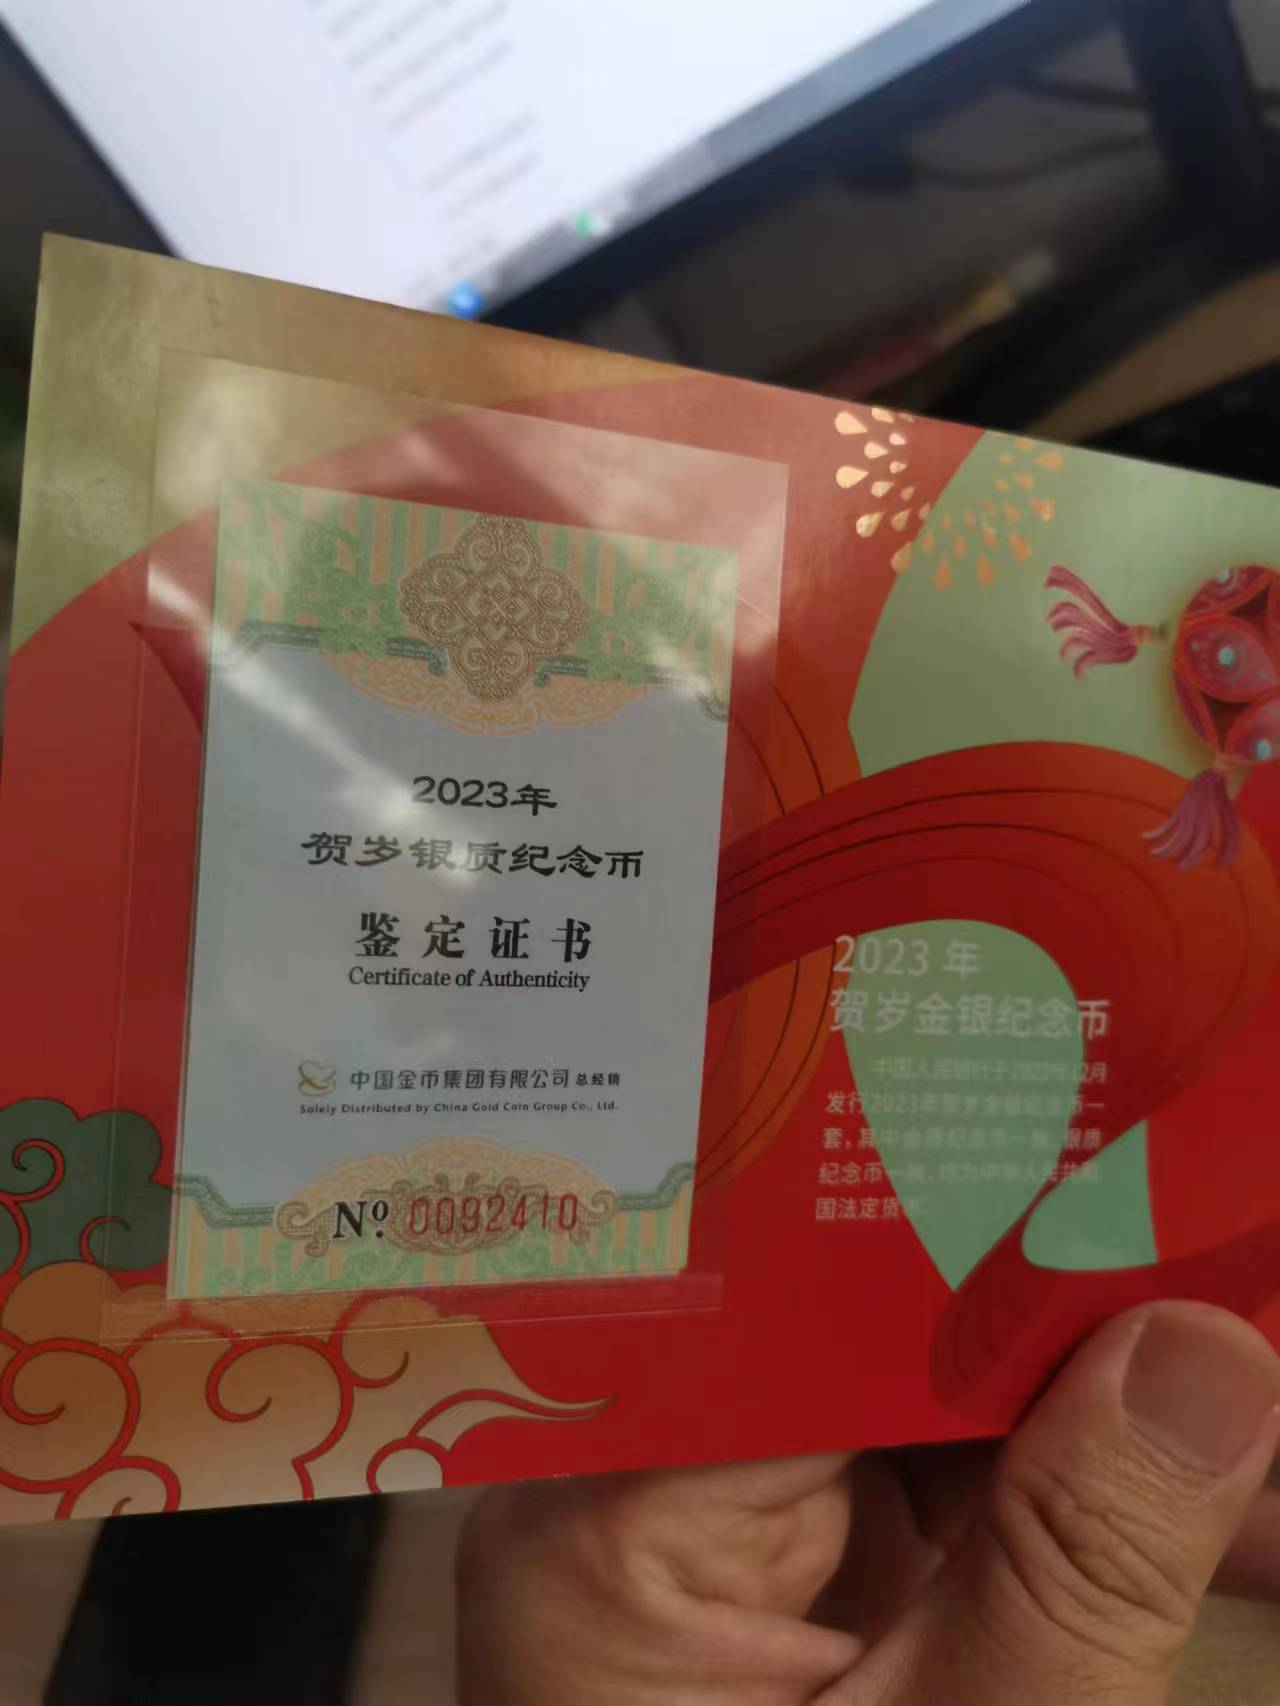 2023年
贺岁银质纪念币
鉴定证书
Certificate of Authenticity
中国金币集团有限公司 总经销
Solely Distributed by China Gold Coin Group Co., Ltd.
Nº. 0092410
2023 年
贺岁金银纪念币
中国人民银行于2022年12月
发行2023年贺岁金银纪念币一
套，其中金质纪念币一枚，银质
纪念币一枚，均为中华人民共和
国法定货币。